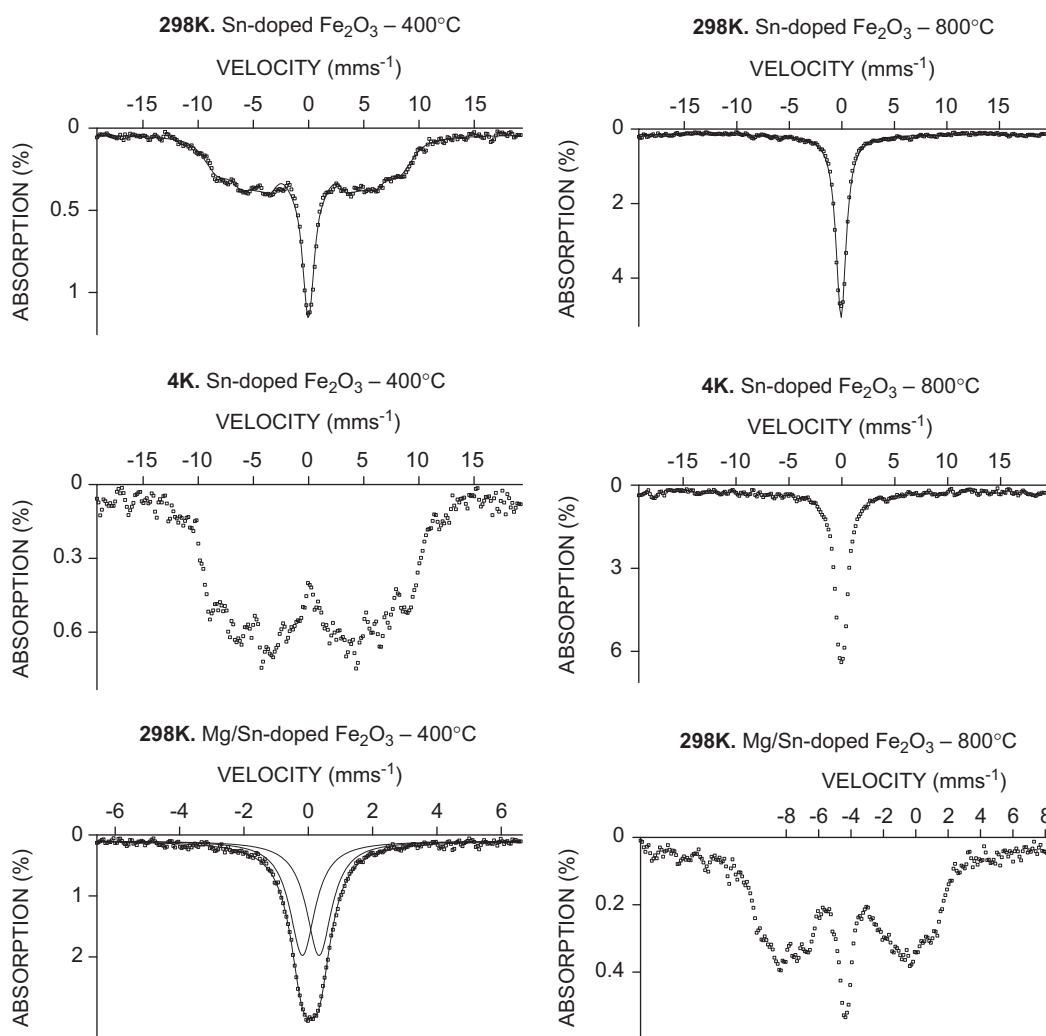 298K. Sn-doped Fe₂O₃ – 400°C
VELOCITY (mms⁻¹)
-15 -10 -5 0 5 10 15
ABSORPTION (%)
0
0.5
1
298K. Sn-doped Fe₂O₃ – 800°C
VELOCITY (mms⁻¹)
-15 -10 -5 0 5 10 15
ABSORPTION (%)
0
2
4
4K. Sn-doped Fe₂O₃ – 400°C
VELOCITY (mms⁻¹)
-15 -10 -5 0 5 10 15
ABSORPTION (%)
0
0.3
0.6
4K. Sn-doped Fe₂O₃ – 800°C
VELOCITY (mms⁻¹)
-15 -10 -5 0 5 10 15
ABSORPTION (%)
0
3
6
298K. Mg/Sn-doped Fe₂O₃ – 400°C
VELOCITY (mms⁻¹)
-6 -4 -2 0 2 4 6
ABSORPTION (%)
0
1
2
298K. Mg/Sn-doped Fe₂O₃ – 800°C
VELOCITY (mms⁻¹)
-8 -6 -4 -2 0 2 4 6 8
ABSORPTION (%)
0
0.2
0.4